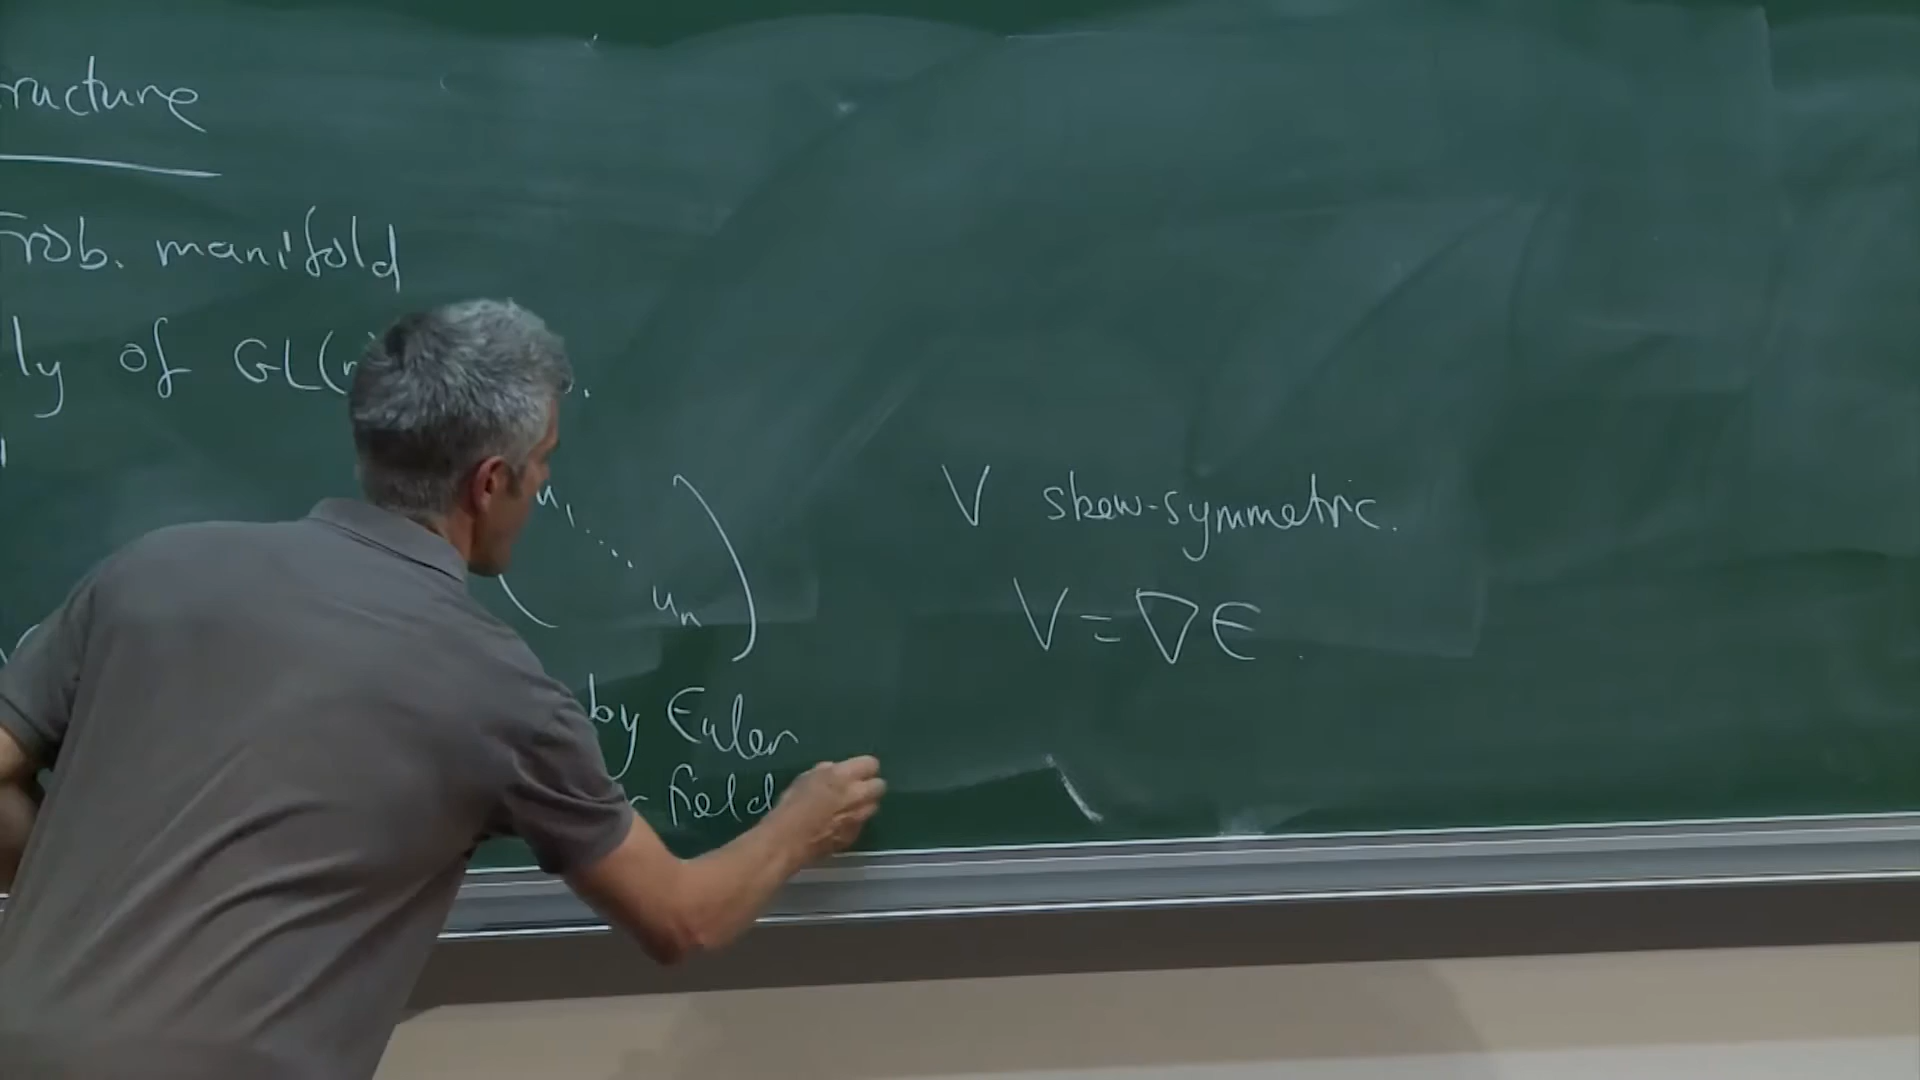 ructure
Frob. manifold
ly of GL(
u₁
uₙ
V skew-symmetric.
V = ∇E
by Euler
field